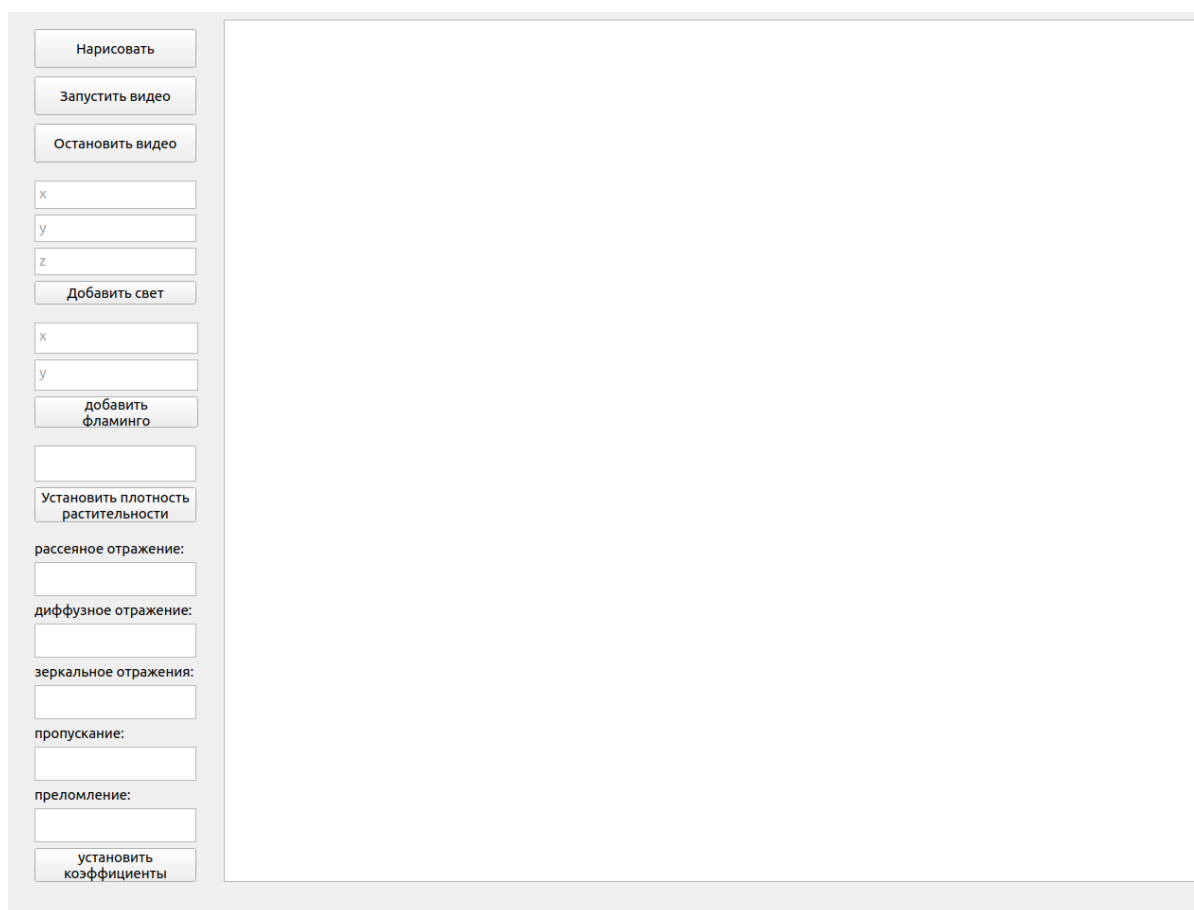 Нарисовать
Запустить видео
Остановить видео
x
y
z
Добавить свет
x
y
добавить
фламинго
Установить плотность
растительности
рассеяное отражение:
диффузное отражение:
зеркальное отражения:
пропускание:
преломление:
установить
коэффициенты